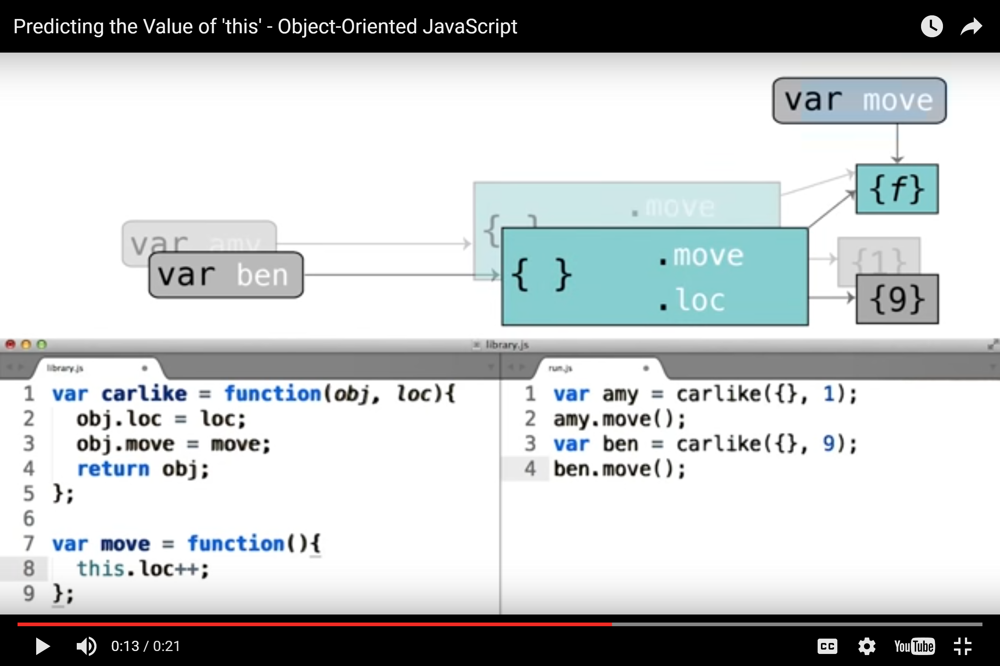 Predicting the Value of 'this' - Object-Oriented JavaScript
var move
{f}
.move
{ }
var amy
{1}
var ben
{ } .move
.loc
{9}
library.js
library.js
run.js
1 var carlike = function(obj, loc){
2   obj.loc = loc;
3   obj.move = move;
4   return obj;
5 };
6
7 var move = function(){
8   this.loc++;
9 };
1 var amy = carlike({}, 1);
2 amy.move();
3 var ben = carlike({}, 9);
4 ben.move();
0:13 / 0:21
CC
YouTube